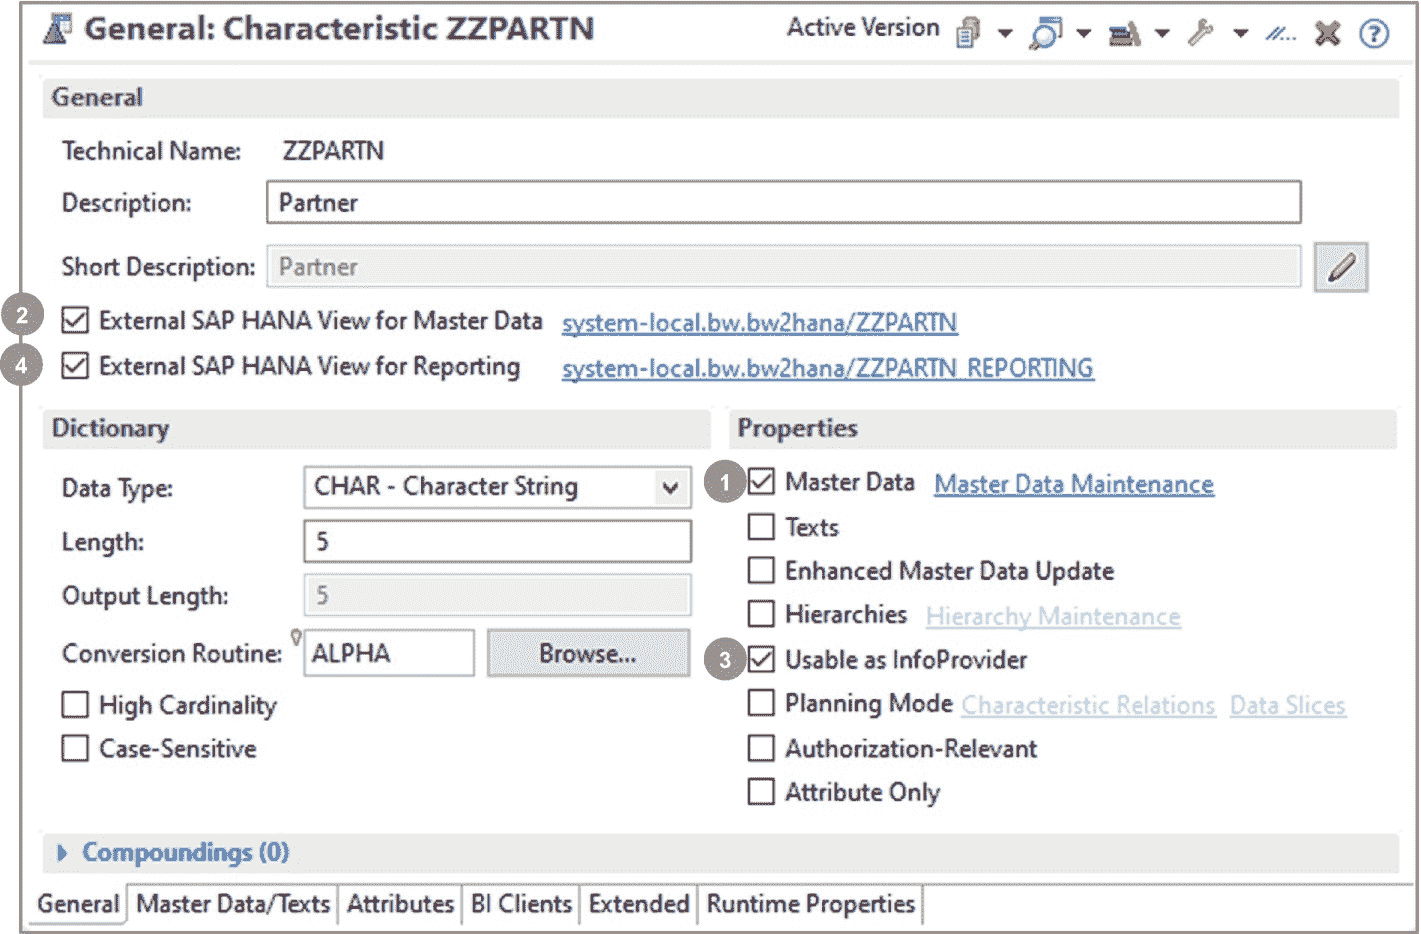 General: Characteristic ZZPARTN
Active Version
//...
?
General
Technical Name: ZZPARTN
Description: Partner
Short Description: Partner
2 External SAP HANA View for Master Data system-local.bw.bw2hana/ZZPARTN
4 External SAP HANA View for Reporting system-local.bw.bw2hana/ZZPARTN_REPORTING
Dictionary
Data Type: CHAR - Character String
Length: 5
Output Length: 5
Conversion Routine: ALPHA Browse...
High Cardinality
Case-Sensitive
Properties
1 Master Data Master Data Maintenance
Texts
Enhanced Master Data Update
Hierarchies Hierarchy Maintenance
3 Usable as InfoProvider
Planning Mode Characteristic Relations Data Slices
Authorization-Relevant
Attribute Only
Compoundings (0)
General Master Data/Texts Attributes BI Clients Extended Runtime Properties